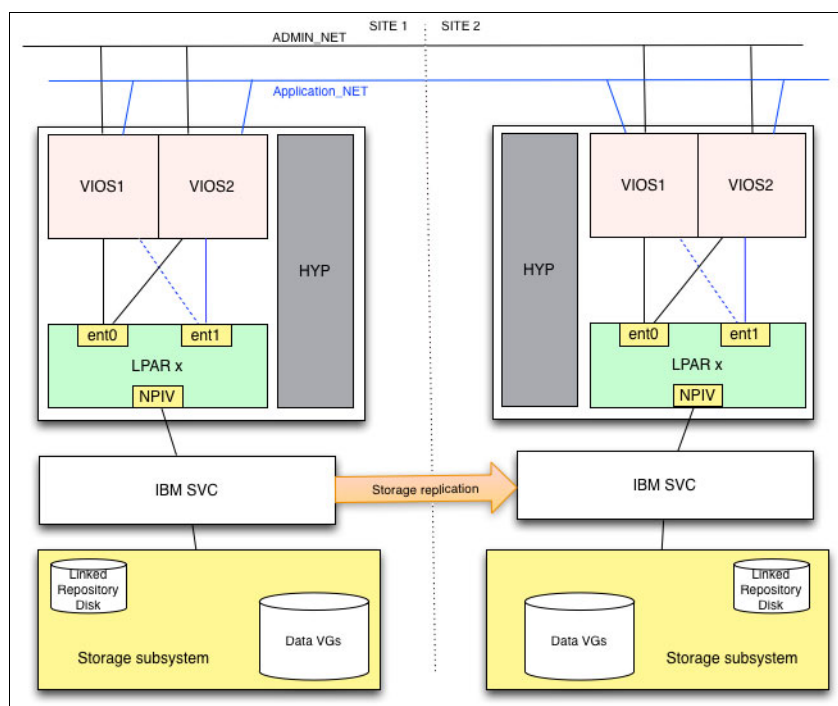 SITE 1
SITE 2
ADMIN_NET
Application_NET
VIOS1
VIOS2
HYP
ent0
ent1
LPAR x
NPIV
HYP
VIOS1
VIOS2
ent0
ent1
LPAR x
NPIV
IBM SVC
Storage replication
IBM SVC
Linked
Repository
Disk
Data VGs
Storage subsystem
Linked
Repository
Disk
Data VGs
Storage subsystem